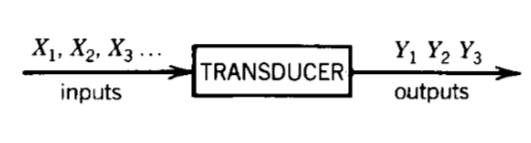 X₁, X₂, X₃ ...
inputs
TRANSDUCER
Y₁ Y₂ Y₃
outputs